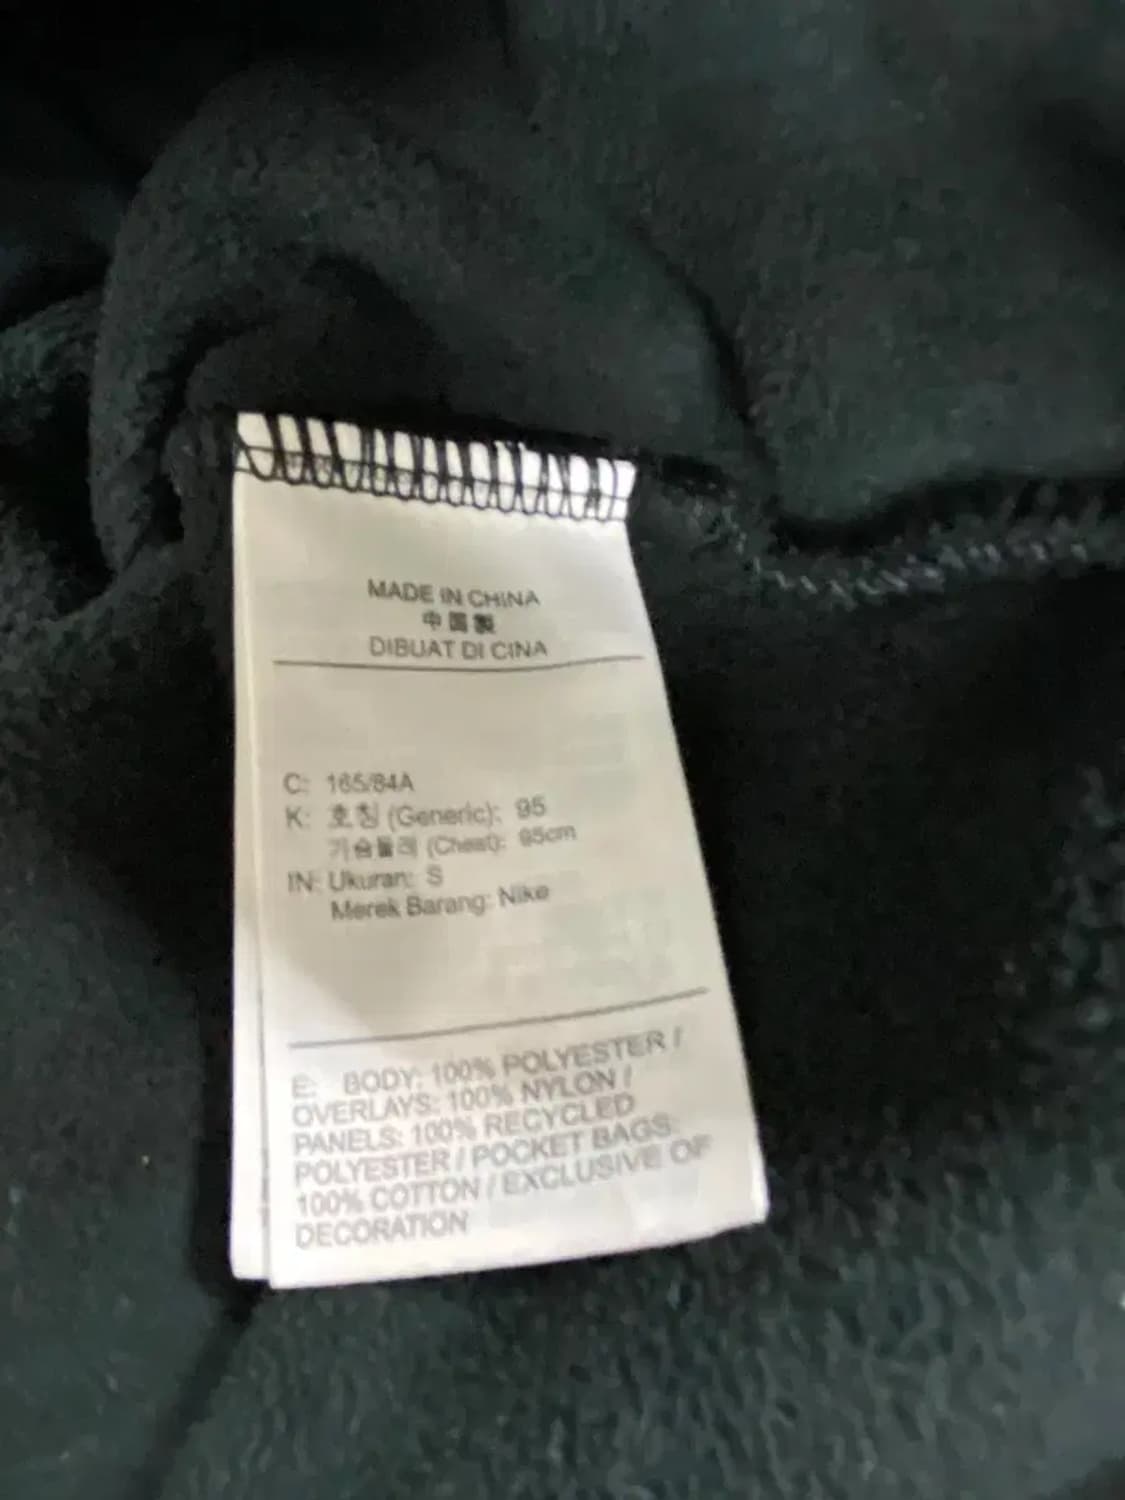 MADE IN CHINA
中国製
DIBUAT DI CINA
C: 165/84A
K: 호칭 (Generic): 95
가슴둘레 (Chest): 95cm
IN: Ukuran: S
Merek Barang: Nike
E: BODY: 100% POLYESTER /
OVERLAYS: 100% NYLON /
PANELS: 100% RECYCLED
POLYESTER / POCKET BAGS:
100% COTTON / EXCLUSIVE OF
DECORATION